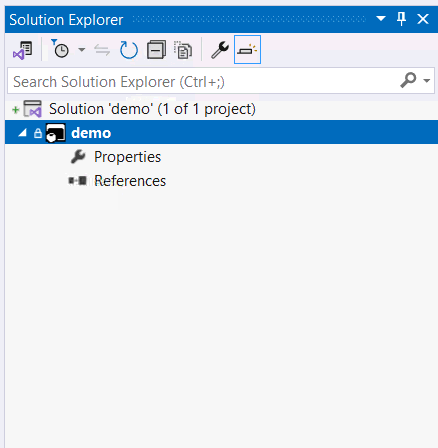 Solution Explorer
Search Solution Explorer (Ctrl+;)
Solution 'demo' (1 of 1 project)
demo
Properties
References